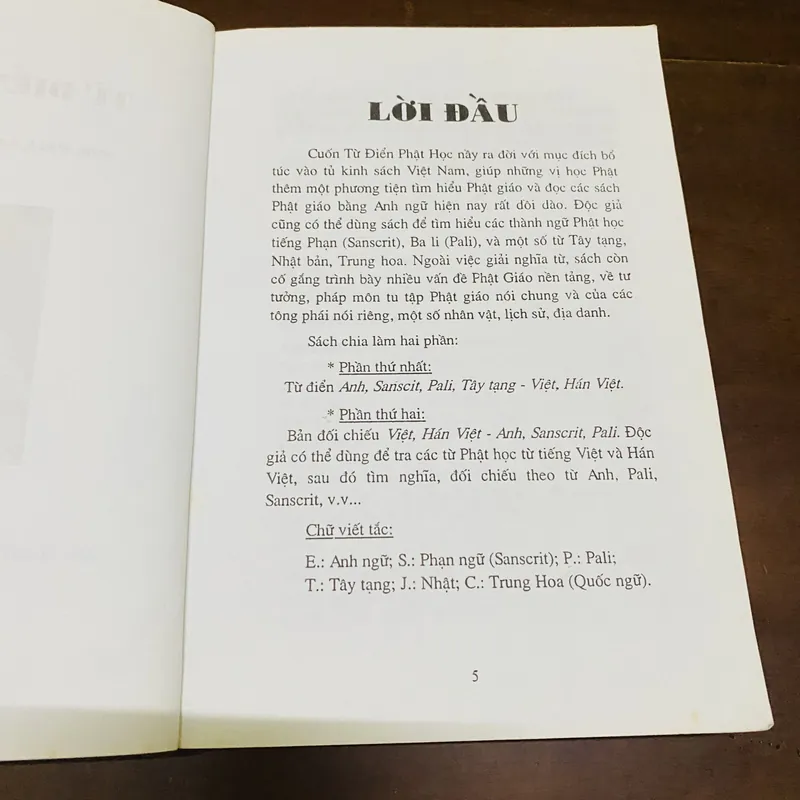 LỜI ĐẦU
Cuốn Từ Điển Phật Học nầy ra đời với mục đích bổ
túc vào tủ kinh sách Việt Nam, giúp những vị học Phật
thêm một phương tiện tìm hiểu Phật giáo và đọc các sách
Phật giáo bằng Anh ngữ hiện nay rất dồi dào. Độc giả
cũng có thể dùng sách để tìm hiểu các thành ngữ Phật học
tiếng Phạn (Sanscrit), Ba li (Pali), và một số từ Tây tạng,
Nhật bản, Trung hoa. Ngoài việc giải nghĩa từ, sách còn
cố gắng trình bày nhiều vấn đề Phật Giáo nền tảng, về tư
tưởng, pháp môn tu tập Phật giáo nói chung và của các
tông phái nói riêng, một số nhân vật, lịch sử, địa danh.
Sách chia làm hai phần:
* Phần thứ nhất:
Từ điển Anh, Sanscit, Pali, Tây tạng - Việt, Hán Việt.
* Phần thứ hai:
Bản đối chiếu Việt, Hán Việt - Anh, Sanscrit, Pali. Độc
giả có thể dùng để tra các từ Phật học từ tiếng Việt và Hán
Việt, sau đó tìm nghĩa, đối chiếu theo từ Anh, Pali,
Sanscrit, v.v...
Chữ viết tắc:
E.: Anh ngữ; S.: Phạn ngữ (Sanscrit); P.: Pali;
T.: Tây tạng; J.: Nhật; C.: Trung Hoa (Quốc ngữ).
5